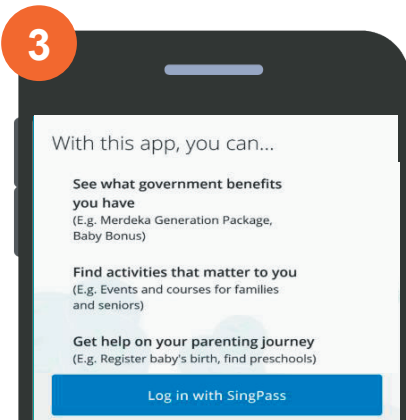 3
With this app, you can...
See what government benefits
you have
(E.g. Merdeka Generation Package,
Baby Bonus)
Find activities that matter to you
(E.g. Events and courses for families
and seniors)
Get help on your parenting journey
(E.g. Register baby's birth, find preschools)
Log in with SingPass